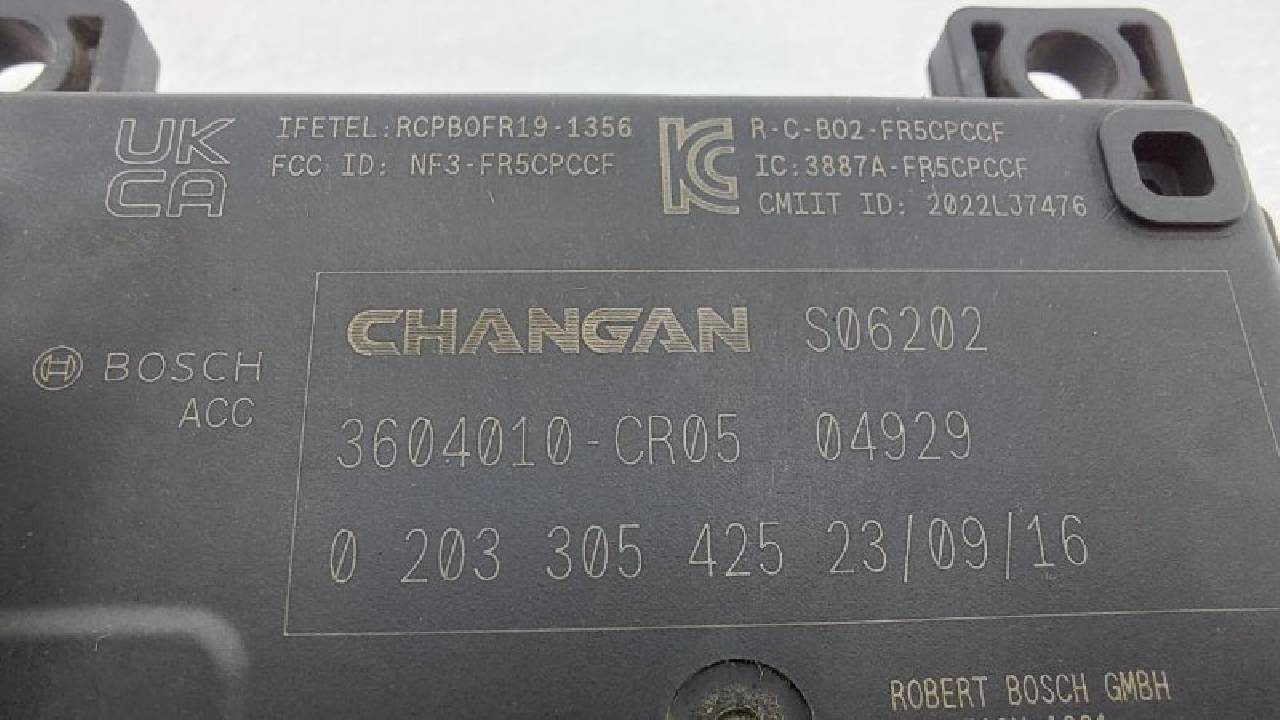 UK
CA
IFETEL:RCPBOFR19-1356
FCC ID: NF3-FR5CPCCF
R-C-BO2-FR5CPCCF
IC:3887A-FR5CPCCF
CMIIT ID: 2022LJ7476
BOSCH
ACC
CHANGAN S06202
3604010-CR05 04929
0 203 305 425 23/09/16
ROBERT BOSCH GMBH